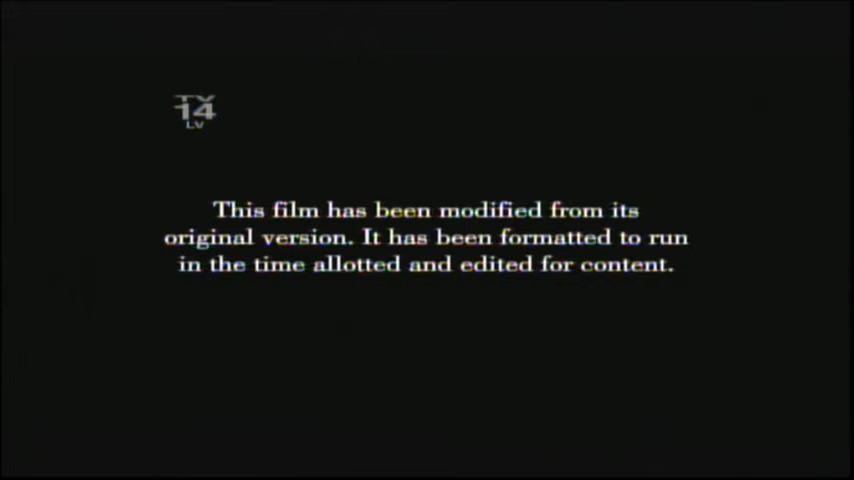 TV
14
LV
This film has been modified from its
original version. It has been formatted to run
in the time allotted and edited for content.